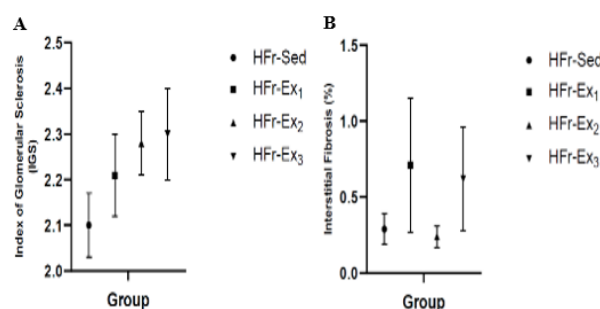 A
Index of Glomerular Sclerosis
(IGS)
2.5
2.4
2.3
2.2
2.1
2.0
Group
HFr-Sed
HFr-Ex1
HFr-Ex2
HFr-Ex3
B
Interstitial Fibrosis (%)
1.5
1.0
0.5
0.0
Group
HFr-Sed
HFr-Ex1
HFr-Ex2
HFr-Ex3